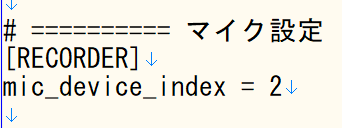 # ========== マイク設定
[RECORDER]↓
mic_device_index = 2↓